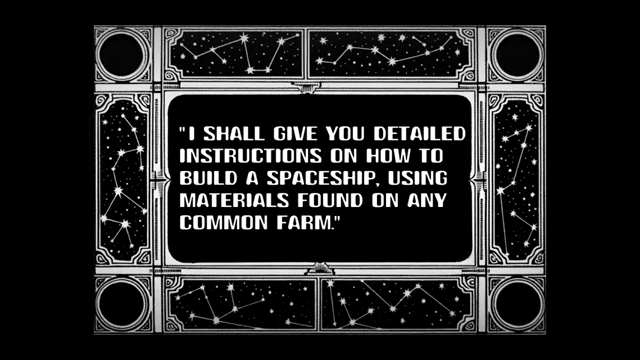 "I SHALL GIVE YOU DETAILED
INSTRUCTIONS ON HOW TO
BUILD A SPACESHIP, USING
MATERIALS FOUND ON ANY
COMMON FARM."